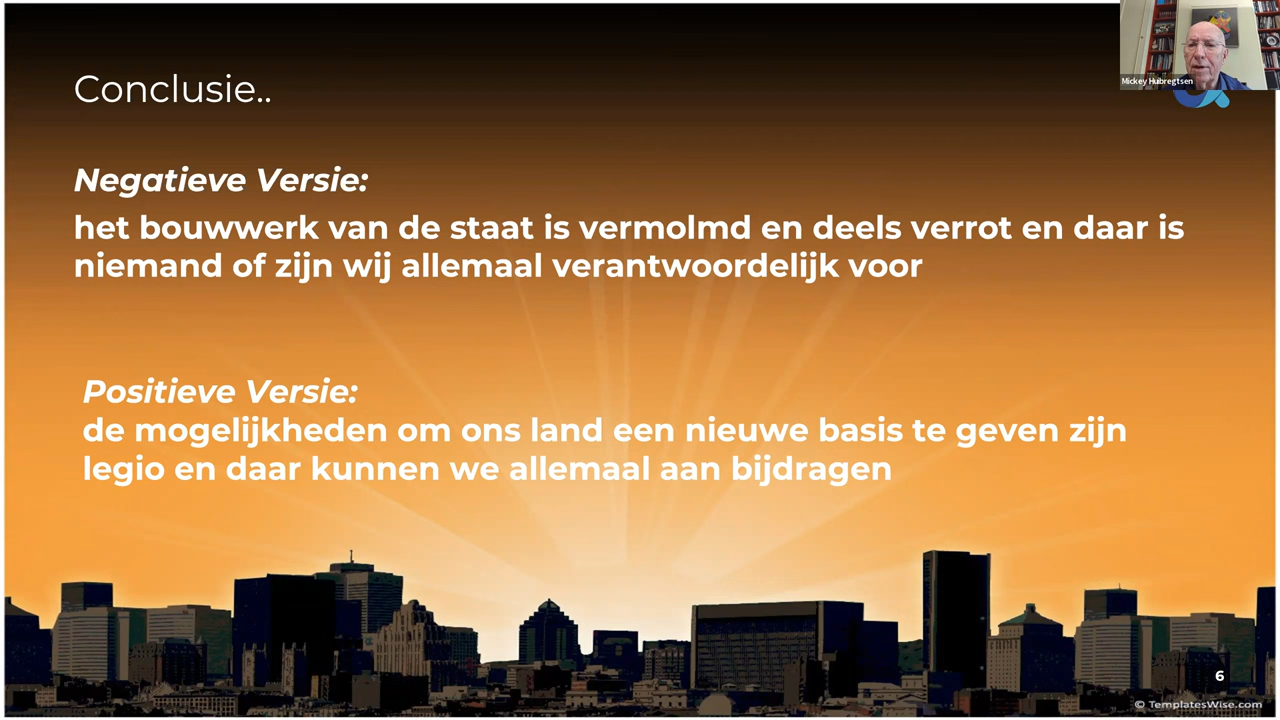 Conclusie..
Mickey Huibregtsen
Negatieve Versie:
het bouwwerk van de staat is vermolmd en deels verrot en daar is
niemand of zijn wij allemaal verantwoordelijk voor
Positieve Versie:
de mogelijkheden om ons land een nieuwe basis te geven zijn
legio en daar kunnen we allemaal aan bijdragen
6
© TemplatesWise.com